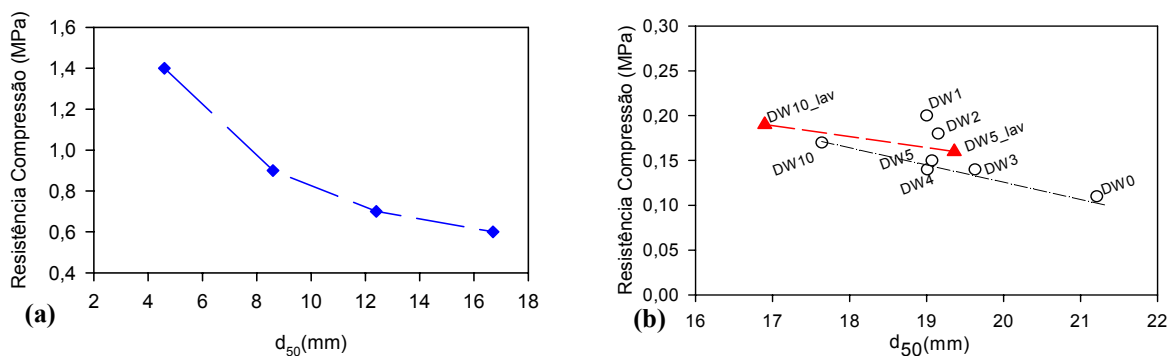 Resistência Compressão (MPa)
1,6
1,4
1,2
1,0
0,8
0,6
0,4
2 4 6 8 10 12 14 16 18
d50(mm)
(a)
Resistência Compressão (MPa)
0,30
0,25
0,20
0,15
0,10
0,05
0,00
DW10_lav
DW1
DW2
DW5_lav
DW10
DW5
DW4
DW3
DW0
16 17 18 19 20 21 22
d50(mm)
(b)